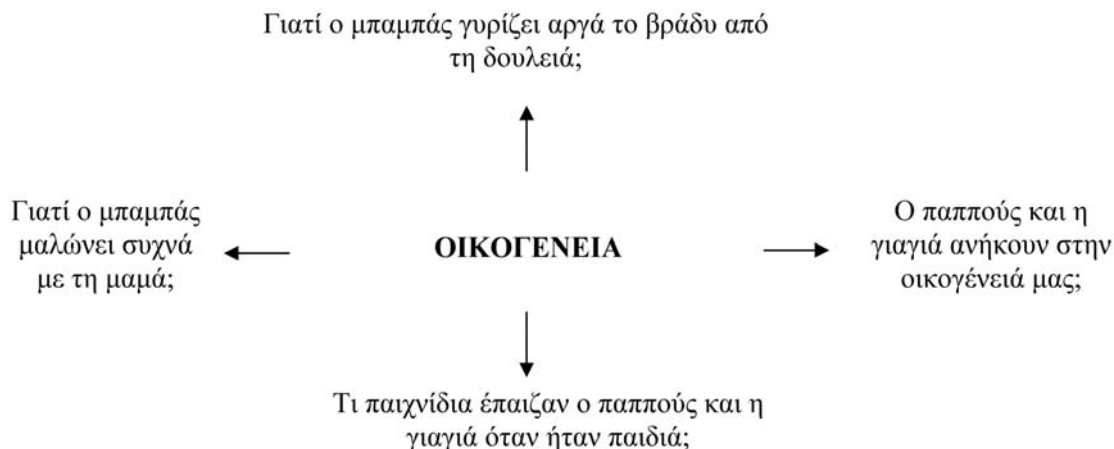 Γιατί ο μπαμπάς γυρίζει αργά το βράδυ από
τη δουλειά;
Γιατί ο μπαμπάς
μαλώνει συχνά
με τη μαμά;
ΟΙΚΟΓΕΝΕΙΑ
Ο παππούς και η
γιαγιά ανήκουν στην
οικογένειά μας;
Τι παιχνίδια έπαιζαν ο παππούς και η
γιαγιά όταν ήταν παιδιά;